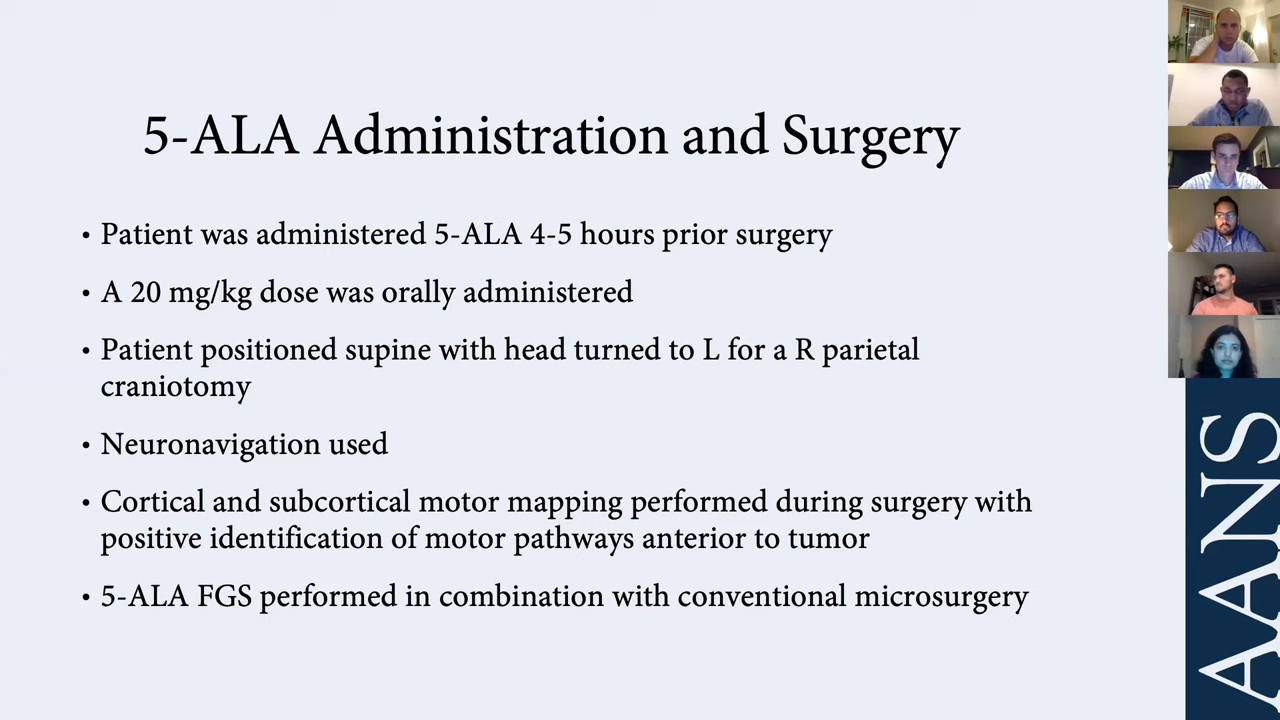 5-ALA Administration and Surgery
• Patient was administered 5-ALA 4-5 hours prior surgery
• A 20 mg/kg dose was orally administered
• Patient positioned supine with head turned to L for a R parietal
craniotomy
• Neuronavigation used
• Cortical and subcortical motor mapping performed during surgery with
positive identification of motor pathways anterior to tumor
• 5-ALA FGS performed in combination with conventional microsurgery
AANS